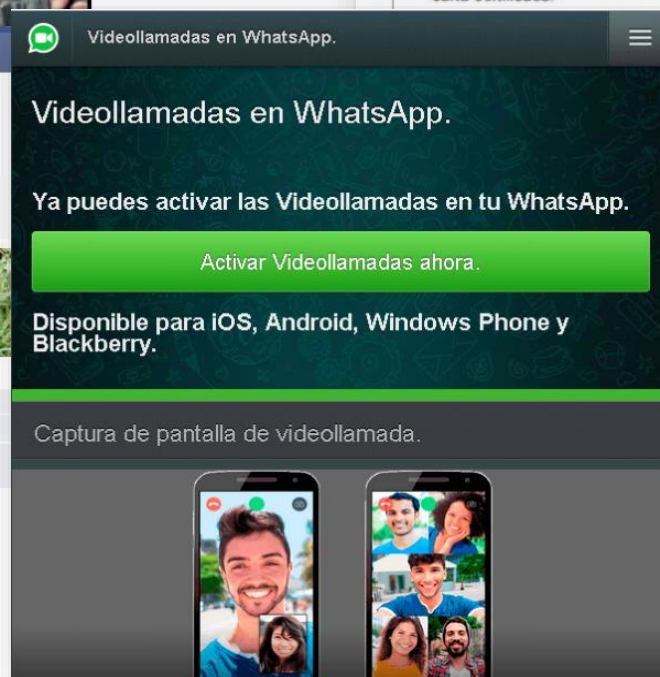 Videollamadas en WhatsApp.
Videollamadas en WhatsApp.
Ya puedes activar las Videollamadas en tu WhatsApp.
Activar Videollamadas ahora.
Disponible para iOS, Android, Windows Phone y
Blackberry.
Captura de pantalla de videollamada.